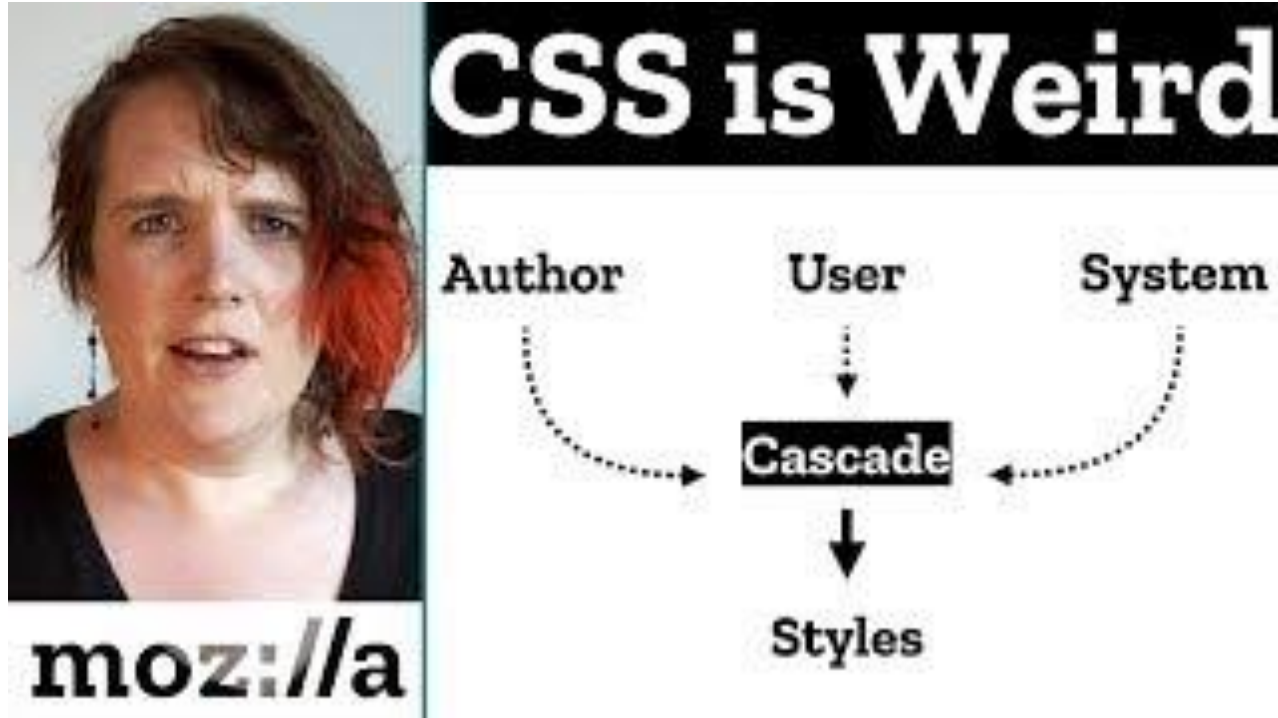 CSS is Weird
Author User System
Cascade
Styles
moz://a